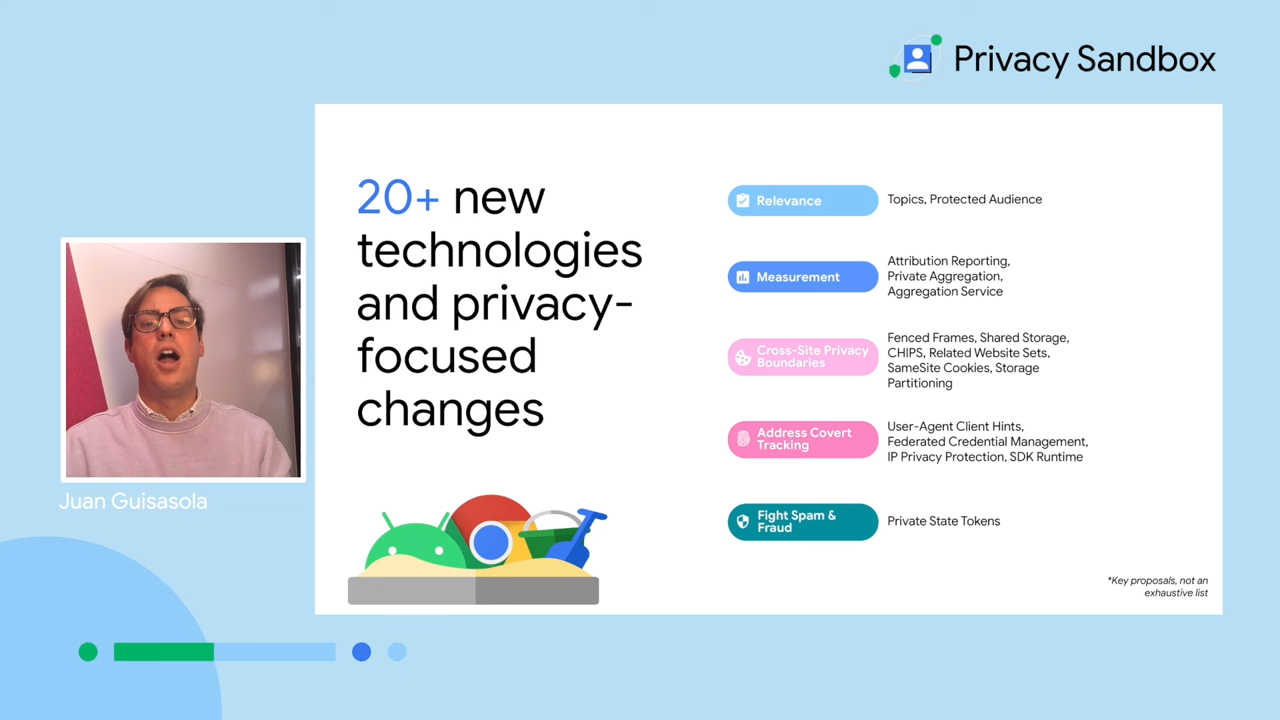 Privacy Sandbox
20+ new
technologies
and privacy-
focused
changes
Relevance
Topics, Protected Audience
Measurement
Attribution Reporting,
Private Aggregation,
Aggregation Service
Cross-Site Privacy
Boundaries
Fenced Frames, Shared Storage,
CHIPS, Related Website Sets,
SameSite Cookies, Storage
Partitioning
Address Covert
Tracking
User-Agent Client Hints,
Federated Credential Management,
IP Privacy Protection, SDK Runtime
Fight Spam &
Fraud
Private State Tokens
*Key proposals, not an
exhaustive list
Juan Guisasola